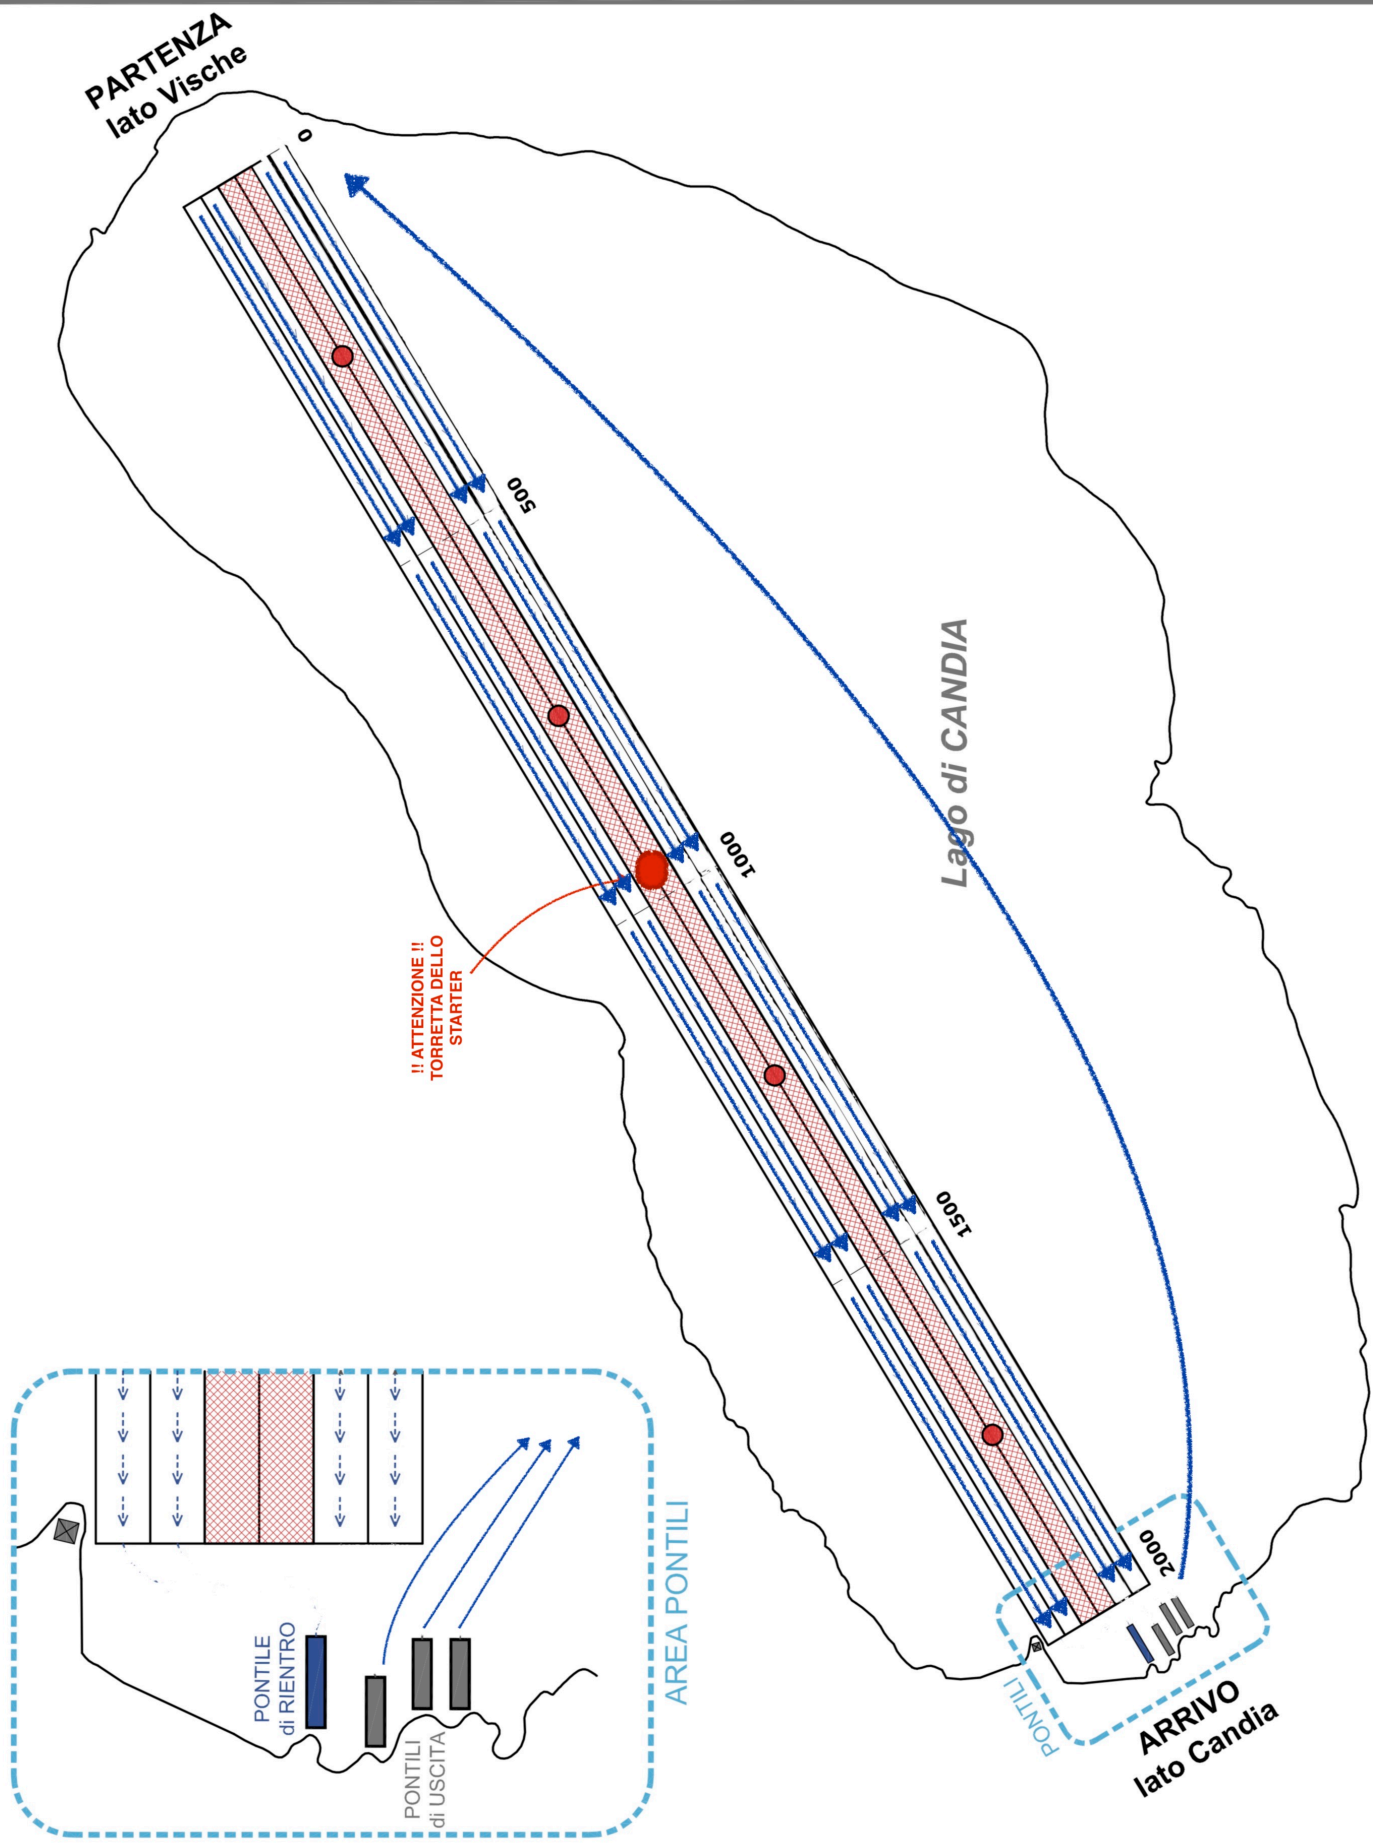 PARTENZA
lato Vische
0
500
1000
1500
2000
Lago di CANDIA
!! ATTENZIONE !!
TORRETTA DELLO
STARTER
PONTILE
di RIENTRO
PONTILI
di USCITA
AREA PONTILI
PONTILI
ARRIVO
lato Candia